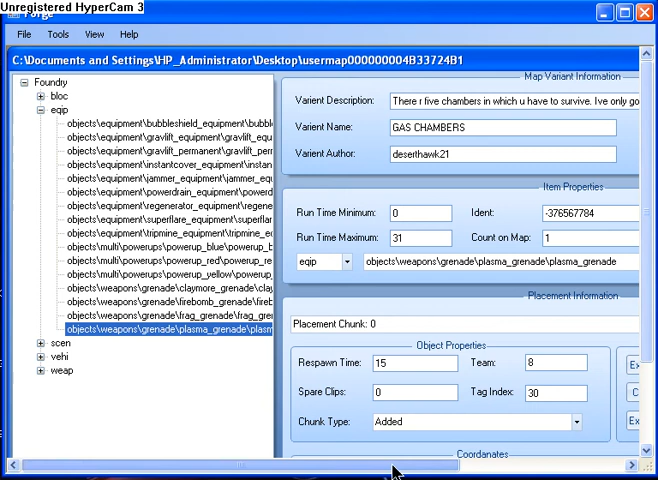 Unregistered HyperCam 3
Forge
File Tools View Help
C:\Documents and Settings\HP_Administrator\Desktop\usermap000000004B33724B1
Foundry
bloc
eqip
objects\equipment\bubbleshield_equipment\bubbl
objects\equipment\gravlift_equipment\gravlift_equ
objects\equipment\gravlift_permanent\gravlift_perr
objects\equipment\instantcover_equipment\instan
objects\equipment\jammer_equipment\jammer_eq
objects\equipment\powerdrain_equipment\powerd
objects\equipment\regenerator_equipment\regene
objects\equipment\superflare_equipment\superflar
objects\equipment\tripmine_equipment\tripmine_e
objects\multi\powerups\powerup_blue\powerup_b
objects\multi\powerups\powerup_red\powerup_re
objects\multi\powerups\powerup_yellow\powerup_
objects\weapons\grenade\claymore_grenade\cla
objects\weapons\grenade\firebomb_grenade\fireb
objects\weapons\grenade\frag_grenade\frag_gre
objects\weapons\grenade\plasma_grenade\plasm
scen
vehi
weap
Map Variant Information
Varient Description: There r five chambers in which u have to survive. Ive only go
Varient Name: GAS CHAMBERS
Varient Author: deserthawk21
Item Properties
Run Time Minimum: 0 Ident: -376567784
Run Time Maximum: 31 Count on Map: 1
eqip objects\weapons\grenade\plasma_grenade\plasma_grenade
Placement Information
Placement Chunk: 0
Object Properties
Respawn Time: 15 Team: 8 Ex
Spare Clips: 0 Tag Index: 30 C
Chunk Type: Added Ex
Coordanates